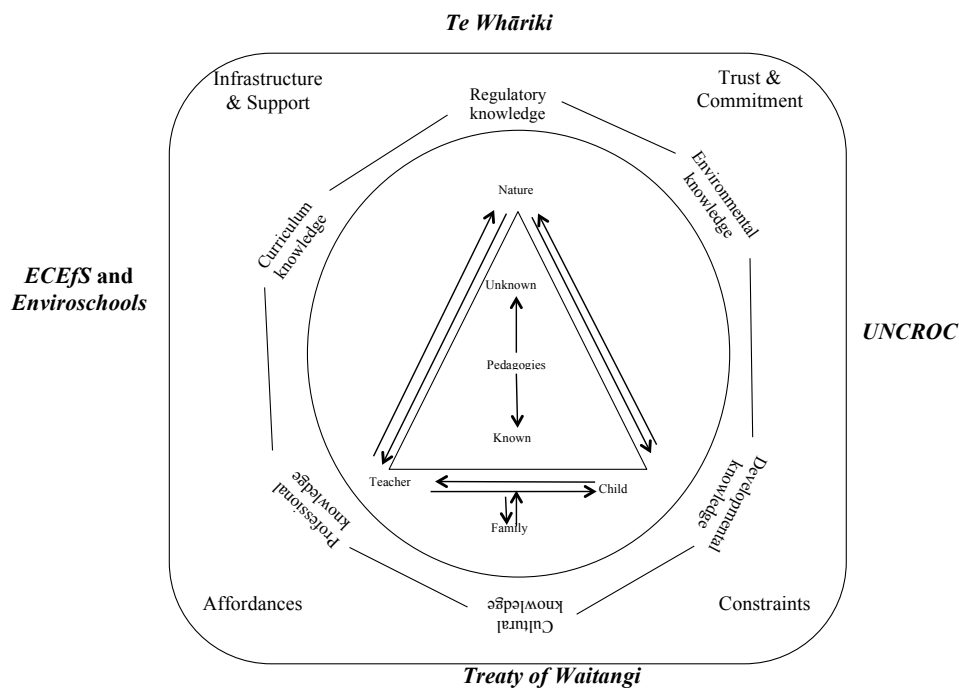 Te Whāriki
Infrastructure
& Support
Trust &
Commitment
Regulatory
knowledge
Environmental
knowledge
Curriculum
knowledge
Nature
ECEfS and
Enviroschools
Unknown
UNCROC
Pedagogies
Known
Teacher
Child
Family
Professional
knowledge
Developmental
knowledge
Affordances
Cultural
knowledge
Constraints
Treaty of Waitangi